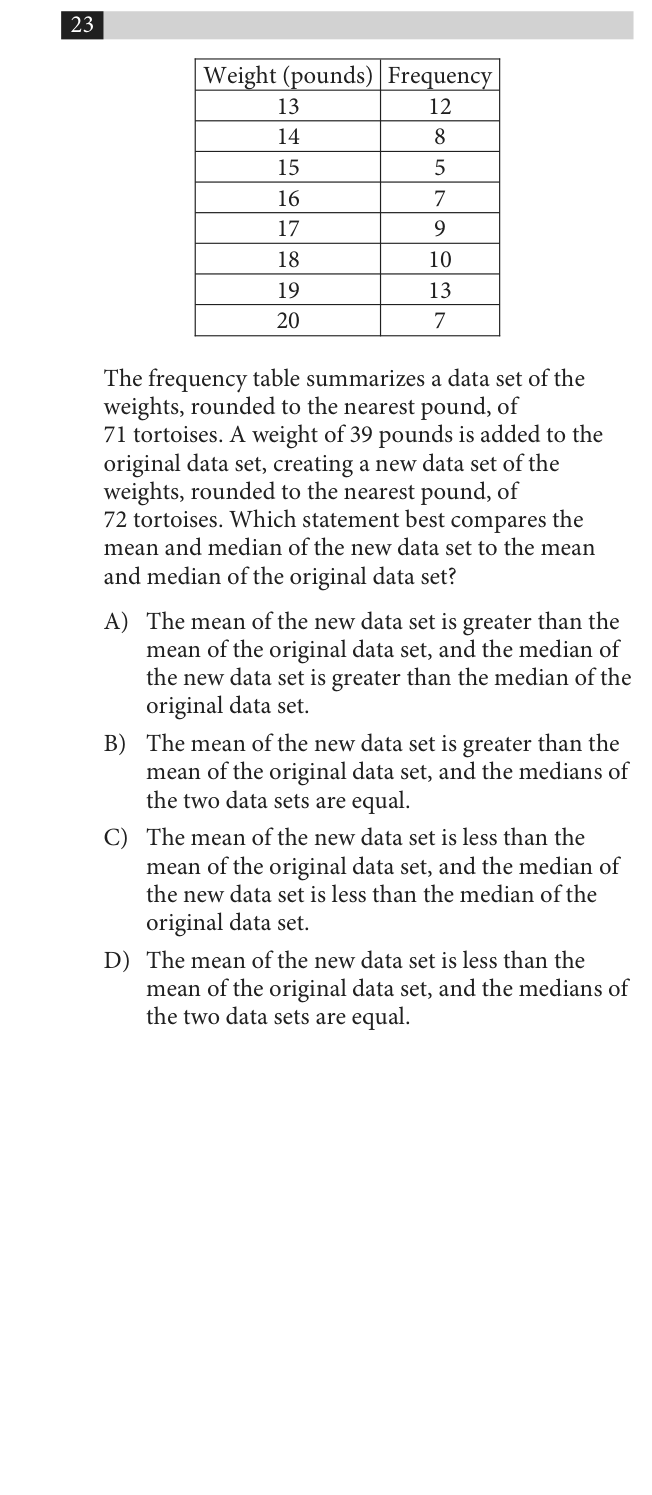 23
Weight (pounds) Frequency
13 12
14 8
15 5
16 7
17 9
18 10
19 13
20 7
The frequency table summarizes a data set of the
weights, rounded to the nearest pound, of
71 tortoises. A weight of 39 pounds is added to the
original data set, creating a new data set of the
weights, rounded to the nearest pound, of
72 tortoises. Which statement best compares the
mean and median of the new data set to the mean
and median of the original data set?
A) The mean of the new data set is greater than the
mean of the original data set, and the median of
the new data set is greater than the median of the
original data set.
B) The mean of the new data set is greater than the
mean of the original data set, and the medians of
the two data sets are equal.
C) The mean of the new data set is less than the
mean of the original data set, and the median of
the new data set is less than the median of the
original data set.
D) The mean of the new data set is less than the
mean of the original data set, and the medians of
the two data sets are equal.